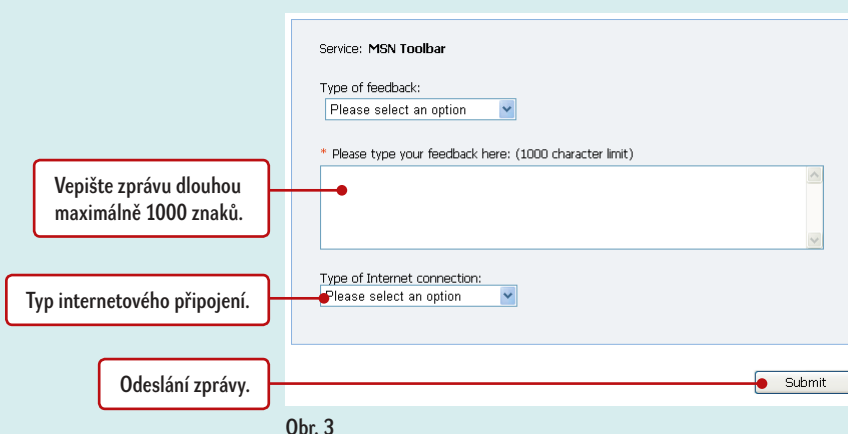 Service: MSN Toolbar
Type of feedback:
Please select an option
* Please type your feedback here: (1000 character limit)
Vepište zprávu dlouhou
maximálně 1000 znaků.
Type of Internet connection:
Typ internetového připojení.
Please select an option
Odeslání zprávy.
Submit
Obr. 3